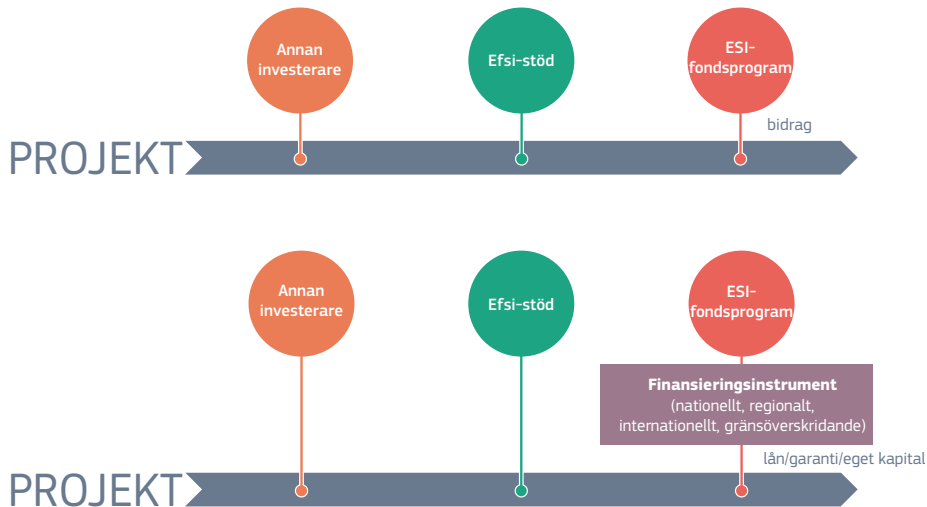 Annan
investerare
Efsi-stöd
ESI-
fondsprogram
bidrag
PROJEKT
Annan
investerare
Efsi-stöd
ESI-
fondsprogram
Finansieringsinstrument
(nationellt, regionalt,
internationellt, gränsöverskridande)
lån/garanti/eget kapital
PROJEKT